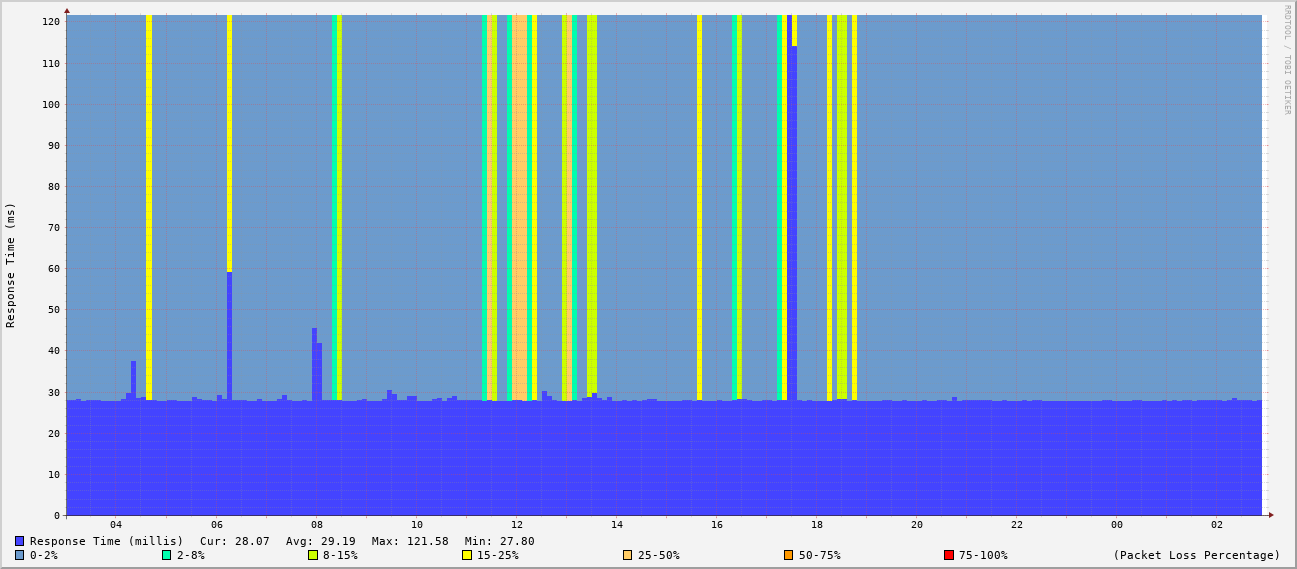 RRDTOOL / TOBI OETIKER
Response Time (ms)
120
110
100
90
80
70
60
50
40
30
20
10
0
04 06 08 10 12 14 16 18 20 22 00 02
Response Time (millis) Cur: 28.07 Avg: 29.19 Max: 121.58 Min: 27.80
0-2% 2-8% 8-15% 15-25% 25-50% 50-75% 75-100% (Packet Loss Percentage)